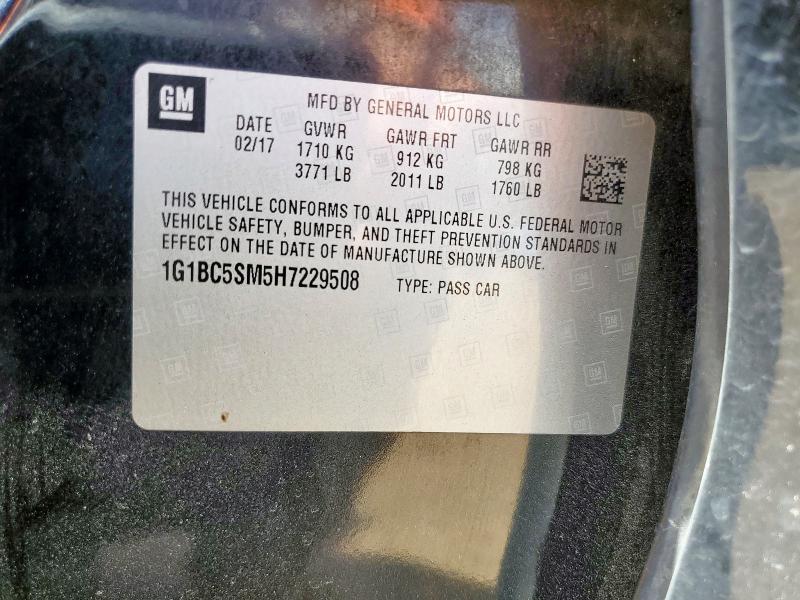 GM
MFD BY GENERAL MOTORS LLC
DATE GVWR GAWR FRT GAWR RR
02/17 1710 KG 912 KG 798 KG
3771 LB 2011 LB 1760 LB
THIS VEHICLE CONFORMS TO ALL APPLICABLE U.S. FEDERAL MOTOR
VEHICLE SAFETY, BUMPER, AND THEFT PREVENTION STANDARDS IN
EFFECT ON THE DATE OF MANUFACTURE SHOWN ABOVE.
1G1BC5SM5H7229508 TYPE: PASS CAR